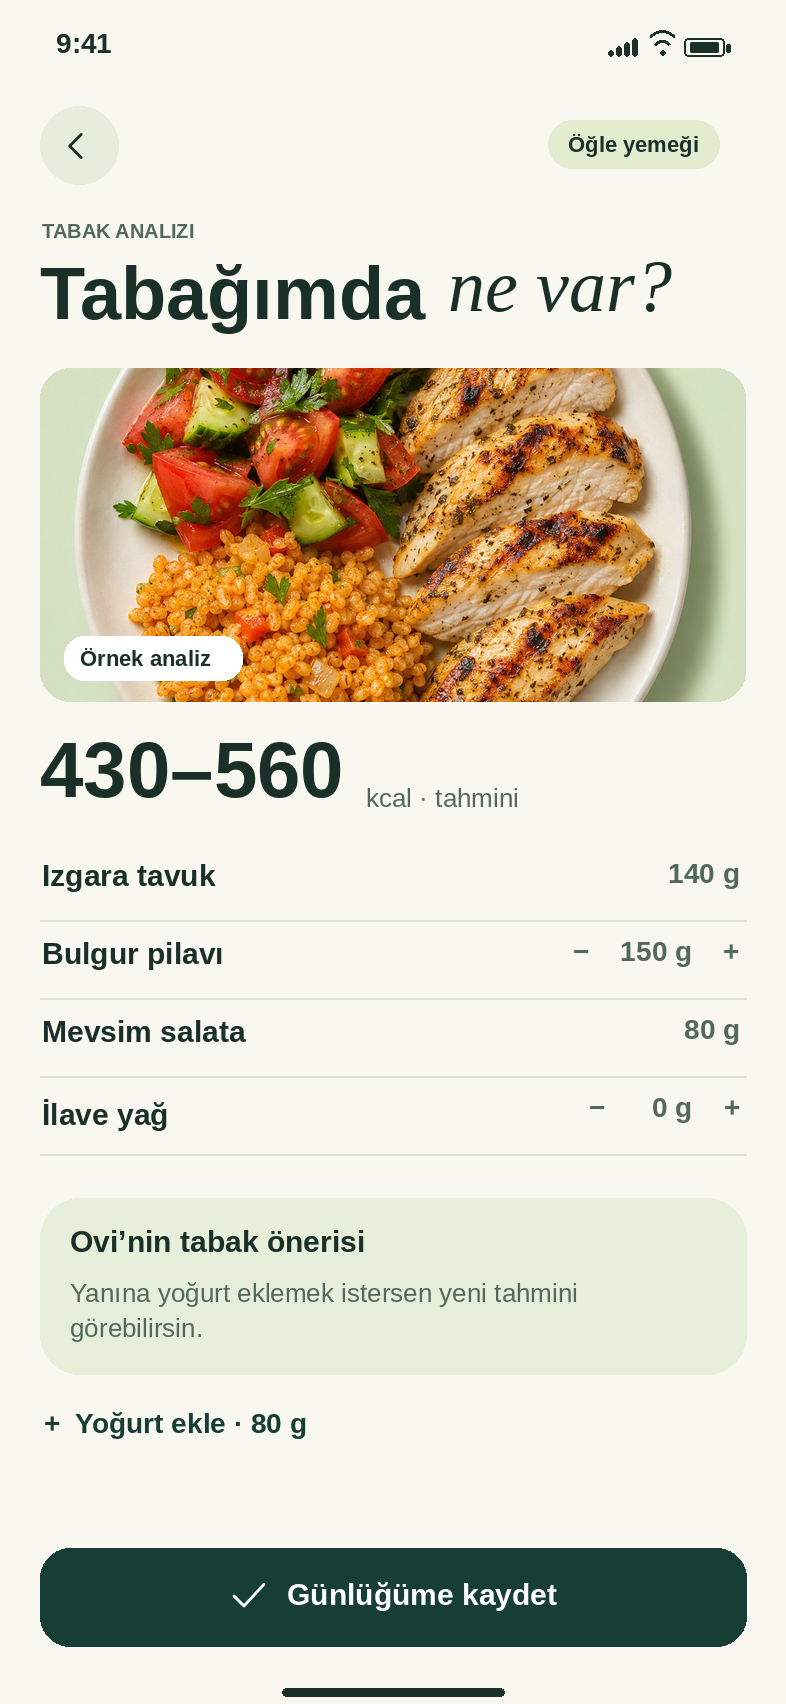 9:41
Öğle yemeği
TABAK ANALIZI
Tabağımda ne var?
Örnek analiz
430–560 kcal · tahmini
Izgara tavuk 140 g
Bulgur pilavı − 150 g +
Mevsim salata 80 g
İlave yağ − 0 g +
Ovi’nin tabak önerisi
Yanına yoğurt eklemek istersen yeni tahmini
görebilirsin.
+ Yoğurt ekle · 80 g
Günlüğüme kaydet